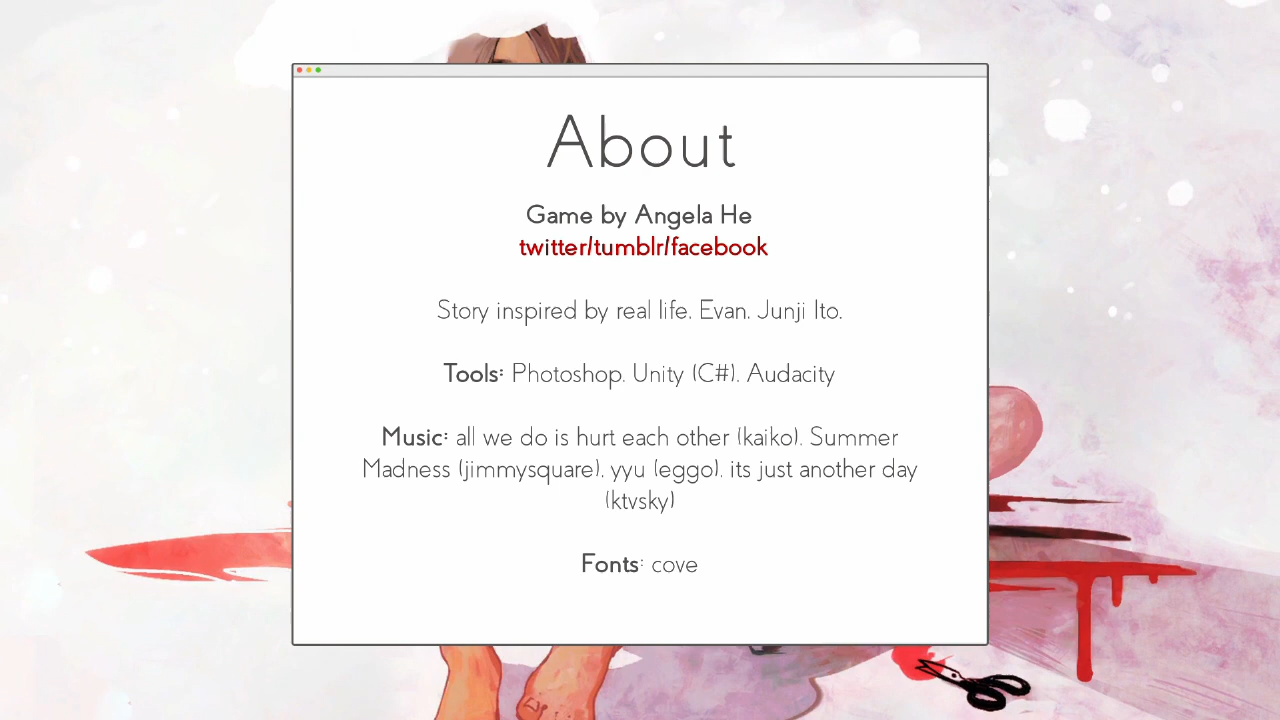 About
Game by Angela He
twitter/tumblr/facebook
Story inspired by real life, Evan, Junji Ito.
Tools: Photoshop, Unity (C#), Audacity
Music: all we do is hurt each other (kaiko), Summer
Madness (jimmysquare), yyu (eggo), its just another day
(ktvsky)
Fonts: cove